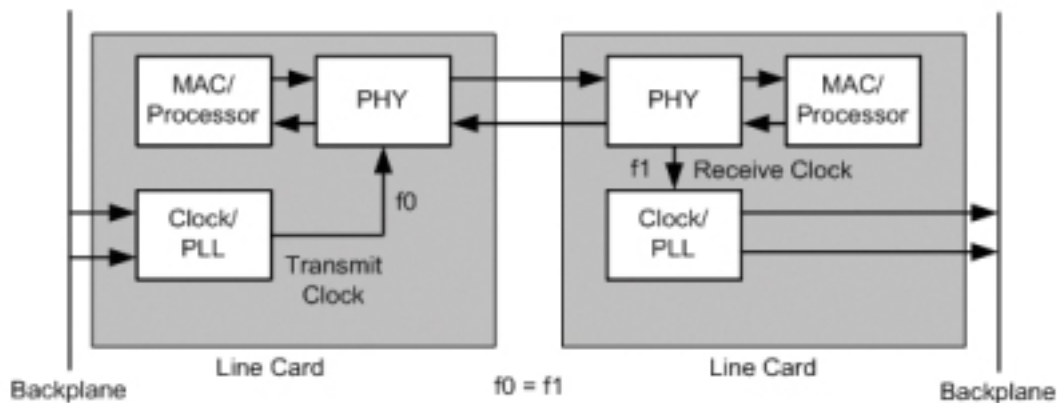 MAC/
Processor
PHY
PHY
MAC/
Processor
f1
Receive Clock
f0
Clock/
PLL
Clock/
PLL
Transmit
Clock
Line Card
Line Card
Backplane
f0 = f1
Backplane